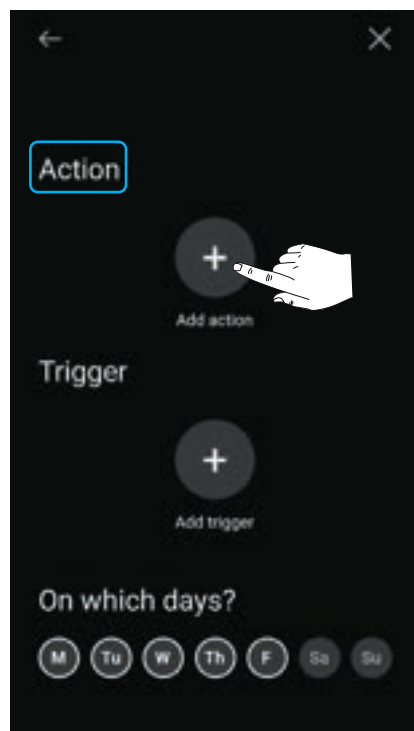 Action
Add action
Trigger
Add trigger
On which days?
M Tu W Th F Sa Su